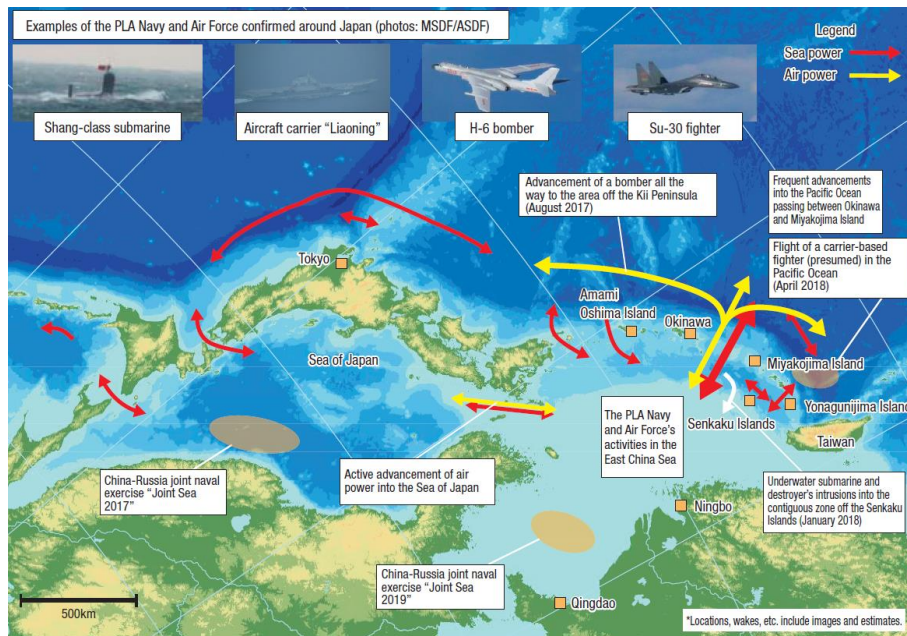 Examples of the PLA Navy and Air Force confirmed around Japan (photos: MSDF/ASDF)
Legend
Sea power
Air power
Shang-class submarine
Aircraft carrier “Liaoning”
H-6 bomber
Su-30 fighter
Advancement of a bomber all the
way to the area off the Kii Peninsula
(August 2017)
Frequent advancements
into the Pacific Ocean
passing between Okinawa
and Miyakojima Island
Flight of a carrier-based
fighter (presumed) in the
Pacific Ocean
(April 2018)
Tokyo
Amami
Oshima Island
Okinawa
Sea of Japan
Miyakojima Island
Yonagunijima Island
Senkaku Islands
Taiwan
The PLA Navy
and Air Force’s
activities in the
East China Sea
China-Russia joint naval
exercise “Joint Sea
2017”
Active advancement of air
power into the Sea of Japan
Underwater submarine and
destroyer’s intrusions into the
contiguous zone off the Senkaku
Islands (January 2018)
Ningbo
China-Russia joint naval
exercise “Joint Sea
2019”
Qingdao
500km
*Locations, wakes, etc. include images and estimates.